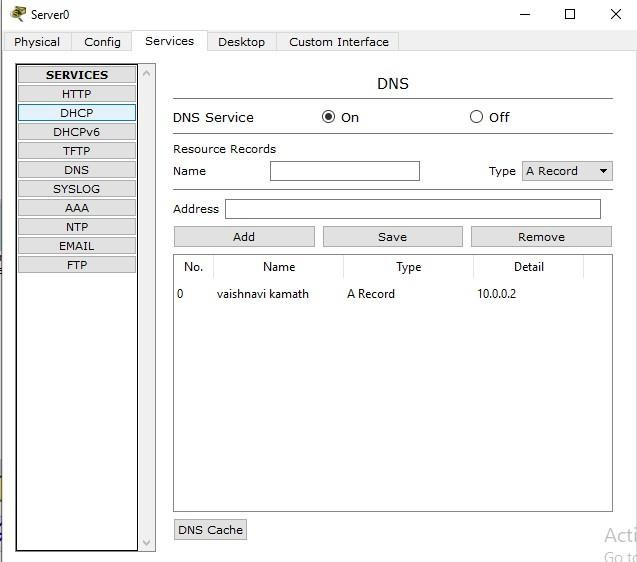 Server0
Physical Config Services Desktop Custom Interface
SERVICES
HTTP
DHCP
DHCPv6
TFTP
DNS
SYSLOG
AAA
NTP
EMAIL
FTP
DNS
DNS Service On Off
Resource Records
Name Type A Record
Address
Add Save Remove
No. Name Type Detail
0 vaishnavi kamath A Record 10.0.0.2
DNS Cache
Acti
Go to